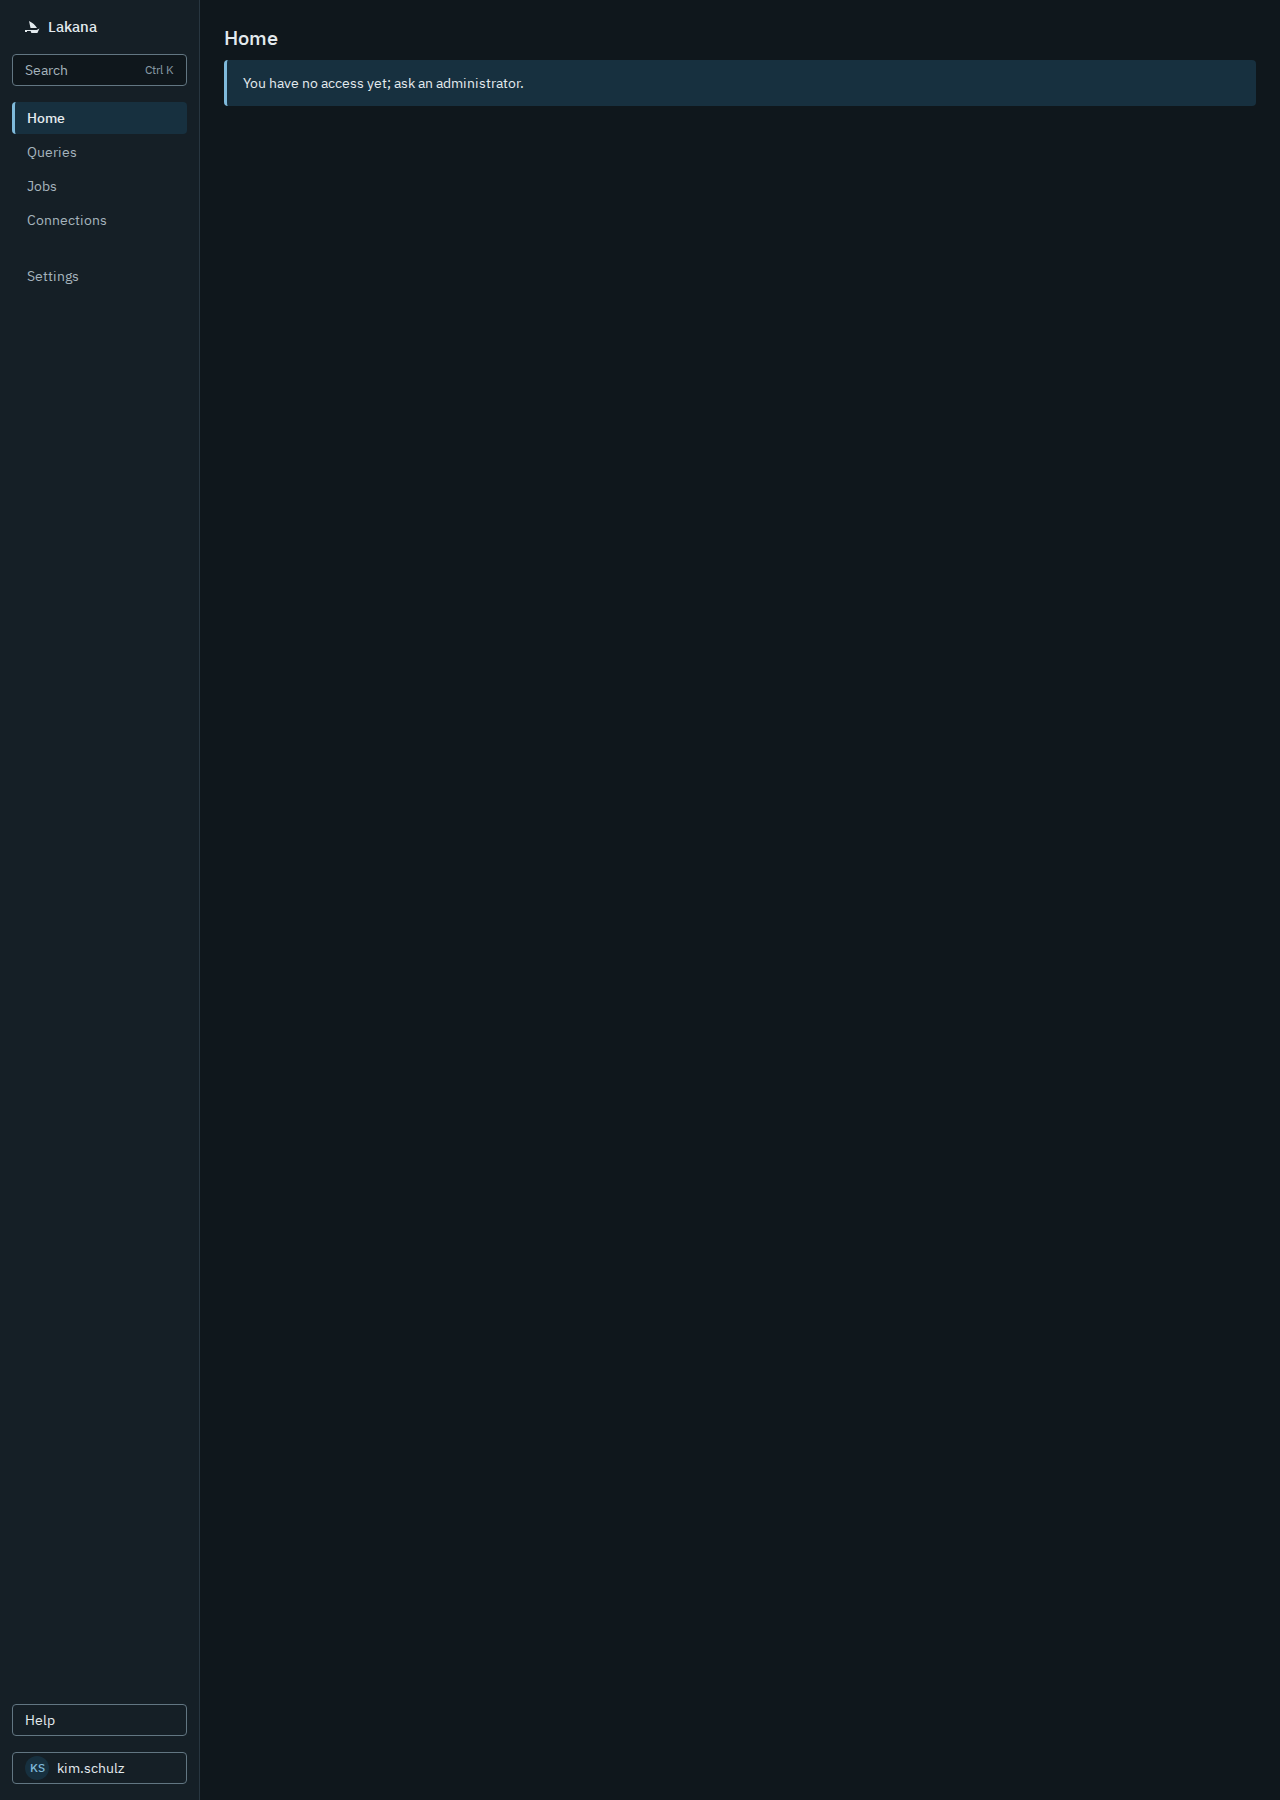 Lakana
Search Ctrl K
Home
Queries
Jobs
Connections
Settings
Help
KS kim.schulz
Home
You have no access yet; ask an administrator.